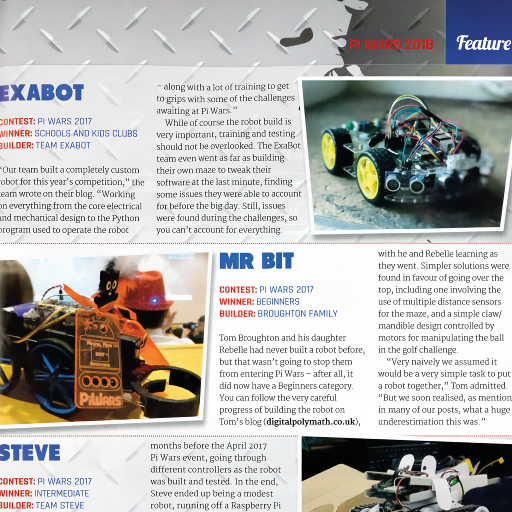 PI WARS 2018
Feature
EXABOT
CONTEST: PI WARS 2017
WINNER: SCHOOLS AND KIDS CLUBS
BUILDER: TEAM EXABOT
“Our team built a completely custom
robot for this year’s competition,” the
team wrote on their blog. “Working
on everything from the core electrical
and mechanical design to the Python
program used to operate the robot
– along with a lot of training to get
to grips with some of the challenges
awaiting at Pi Wars.”
While of course the robot build is
very important, training and testing
should not be overlooked. The ExaBot
team even went as far as building
their own maze to tweak their
software at the last minute, finding
some issues they were able to account
for before the big day. Still, issues
were found during the challenges, so
you can’t account for everything.
PiWARS
MR BIT
CONTEST: PI WARS 2017
WINNER: BEGINNERS
BUILDER: BROUGHTON FAMILY
Tom Broughton and his daughter
Rebelle had never built a robot before,
but that wasn’t going to stop them
from entering Pi Wars – after all, it
did now have a Beginners category.
You can follow the very careful
progress of building the robot on
Tom’s blog (digitalpolymath.co.uk),
with he and Rebelle learning as
they went. Simpler solutions were
found in favour of going over the
top, including one involving the
use of multiple distance sensors
for the maze, and a simple claw/
mandible design controlled by
motors for manipulating the ball
in the golf challenge.
“Very naively we assumed it
would be a very simple task to put
a robot together,” Tom admitted.
“But we soon realised, as mention
in many of our posts, what a huge
underestimation this was.”
STEVE
CONTEST: PI WARS 2017
WINNER: INTERMEDIATE
BUILDER: TEAM STEVE
months before the April 2017
Pi Wars event, going through
different controllers as the robot
was built and tested. In the end,
Steve ended up being a modest
robot, running off a Raspberry Pi